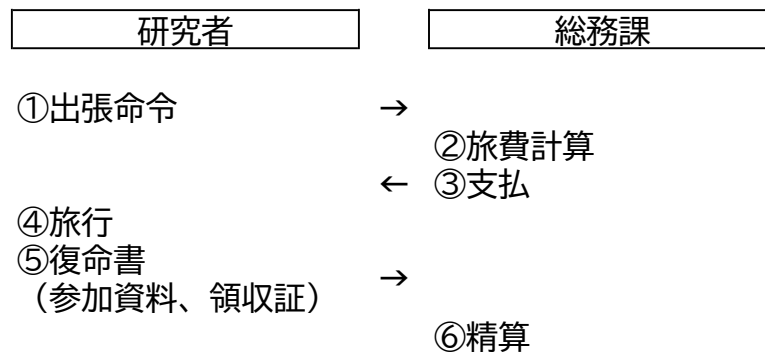 研究者
総務課
①出張命令 →
②旅費計算
← ③支払
④旅行
⑤復命書 →
（参加資料、領収証）
⑥精算